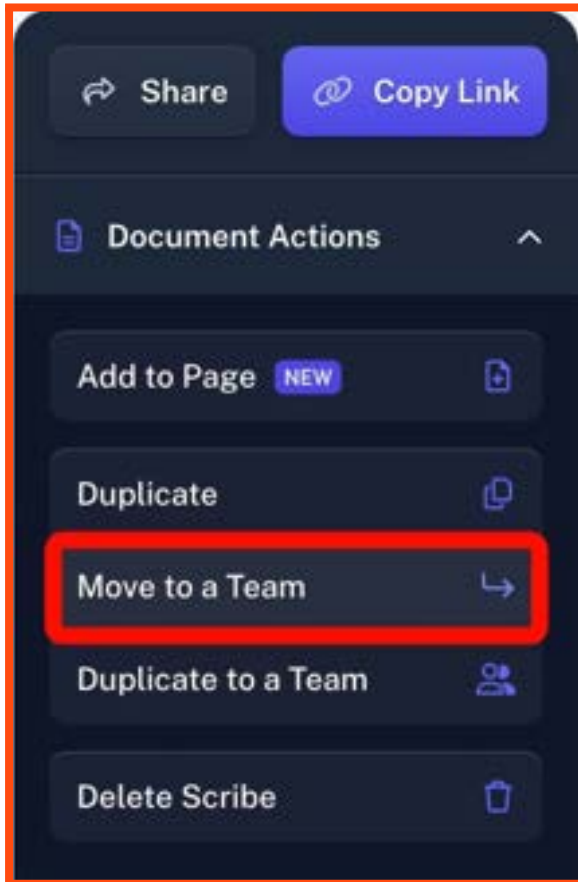 Share Copy Link
Document Actions
Add to Page NEW
Duplicate
Move to a Team
Duplicate to a Team
Delete Scribe